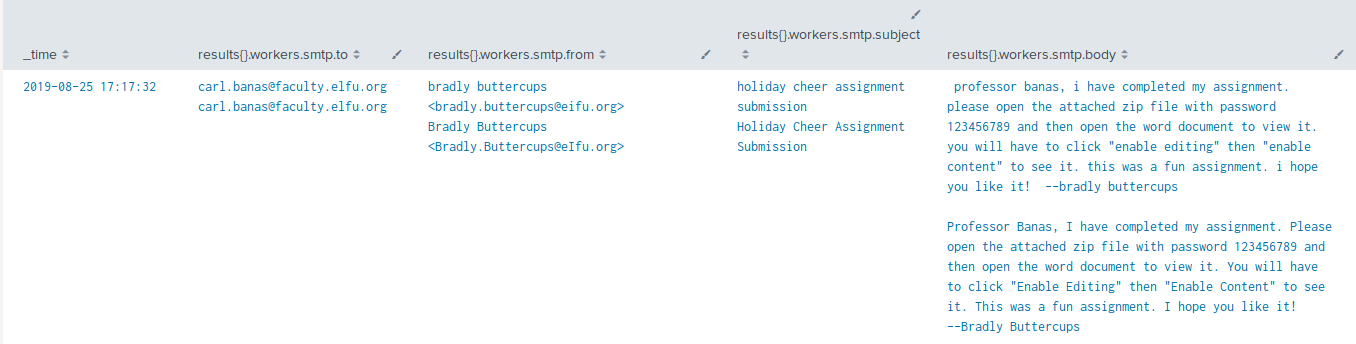 results{}.workers.smtp.subject
_time results{}.workers.smtp.to results{}.workers.smtp.from results{}.workers.smtp.body
2019-08-25 17:17:32
carl.banas@faculty.elfu.org
carl.banas@faculty.elfu.org
bradly buttercups
<bradly.buttercups@eifu.org>
Bradly Buttercups
<Bradly.Buttercups@eIfu.org>
holiday cheer assignment
submission
Holiday Cheer Assignment
Submission
professor banas, i have completed my assignment.
please open the attached zip file with password
123456789 and then open the word document to view it.
you will have to click "enable editing" then "enable
content" to see it. this was a fun assignment. i hope
you like it!  --bradly buttercups
Professor Banas, I have completed my assignment. Please
open the attached zip file with password 123456789 and
then open the word document to view it. You will have
to click "Enable Editing" then "Enable Content" to see
it. This was a fun assignment. I hope you like it!
--Bradly Buttercups